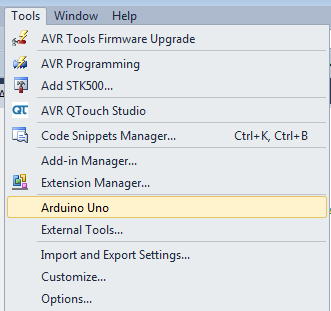 Tools Window Help
AVR Tools Firmware Upgrade
AVR Programming
Add STK500...
QT AVR QTouch Studio
Code Snippets Manager... Ctrl+K, Ctrl+B
Add-in Manager...
Extension Manager...
Arduino Uno
External Tools...
Import and Export Settings...
Customize...
Options...